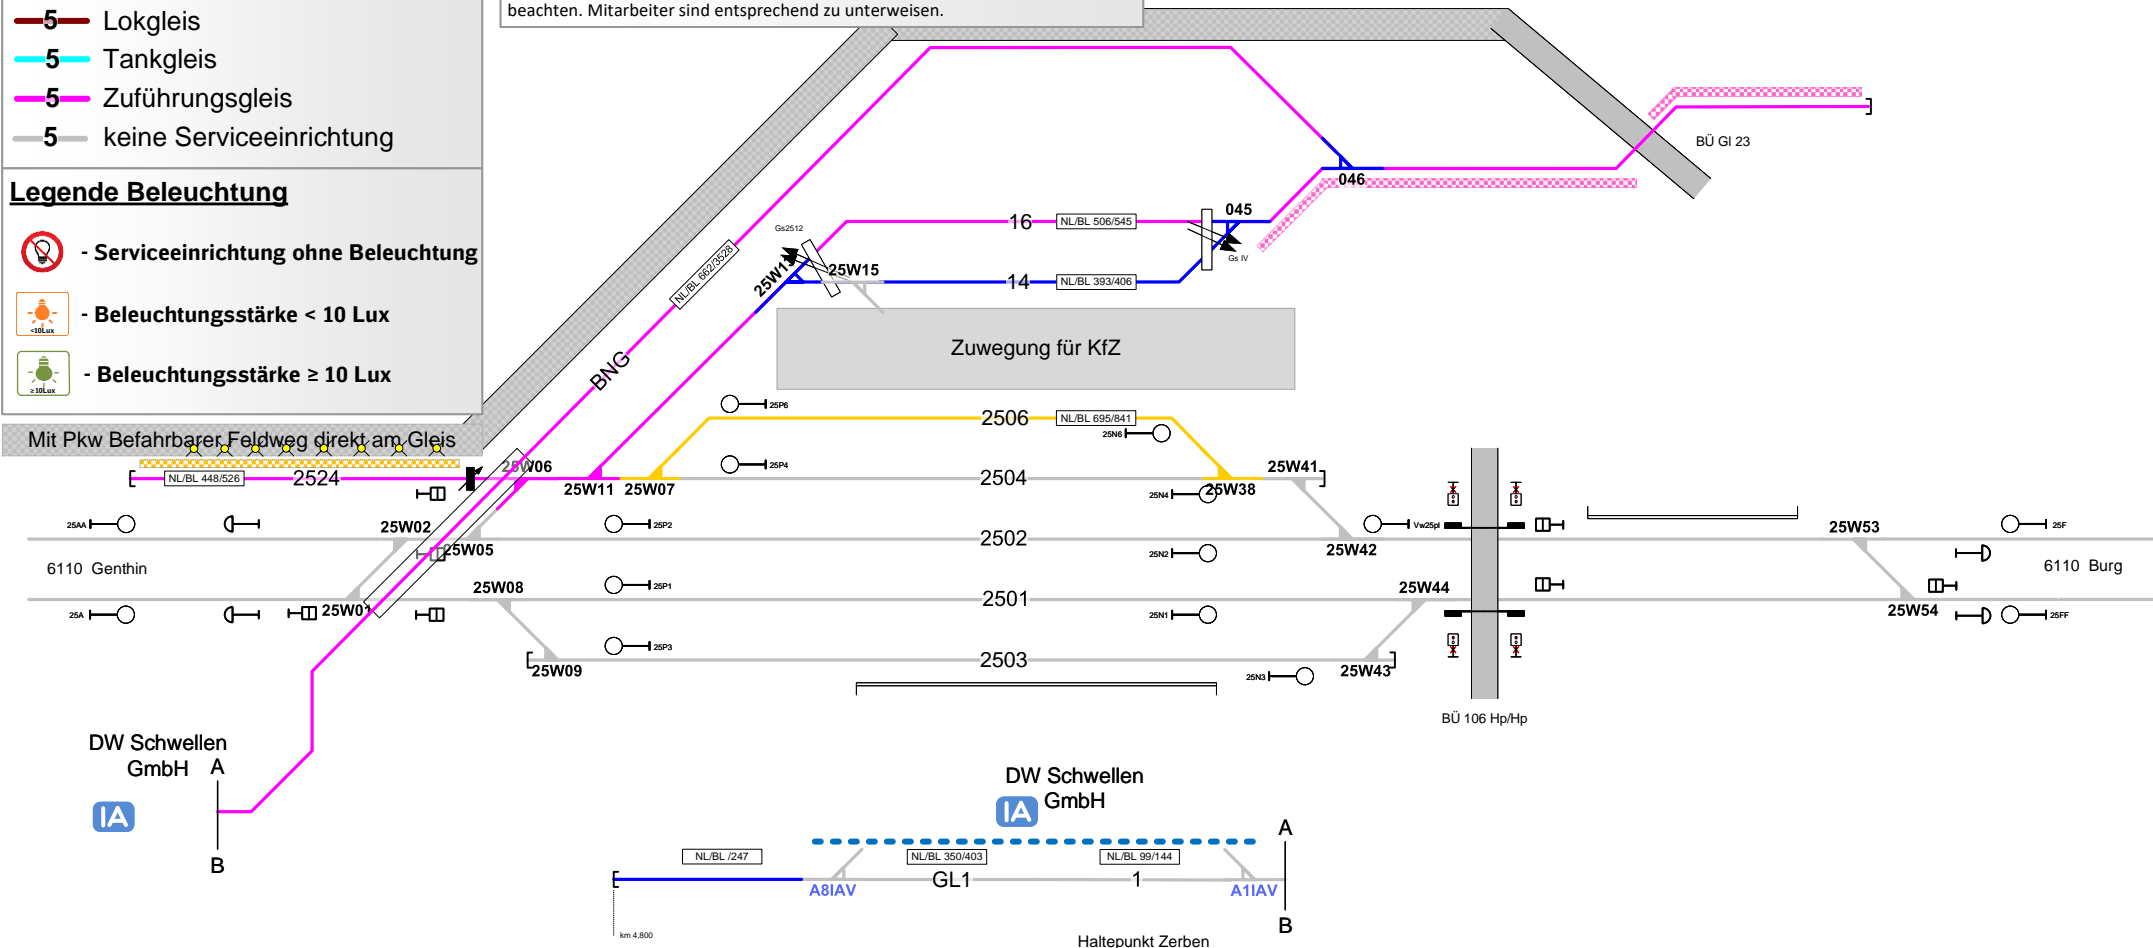 beachten. Mitarbeiter sind entsprechend zu unterweisen.
5 Lokgleis
5 Tankgleis
5 Zuführungsgleis
5 keine Serviceeinrichtung
Legende Beleuchtung
- Serviceeinrichtung ohne Beleuchtung
<10Lux - Beleuchtungsstärke < 10 Lux
≥10Lux - Beleuchtungsstärke ≥ 10 Lux
Mit Pkw Befahrbarer Feldweg direkt am Gleis
BÜ Gl 23
046
045
16 NL/BL 506/545
Gs2512
Gs IV
25W13
25W15
14 NL/BL 393/406
NL/BL 662/3528
BNG
Zuwegung für KfZ
25P6
2506 NL/BL 695/841
25N6
25W06
25P4
25W41
NL/BL 448/526 2524
25W11 25W07
2504
25N4
25W38
25AA
25W02
25P2
Vw25pl
25W53
25F
25W05
2502
25N2
25W42
6110 Genthin
6110 Burg
25W08
25P1
25W44
25A
25W01
2501
25N1
25W54
25FF
25P3
25W09
2503
25N3
25W43
BÜ 106 Hp/Hp
DW Schwellen
GmbH
A
IA
B
DW Schwellen
GmbH
IA
A
NL/BL /247
NL/BL 350/403
NL/BL 99/144
A8IAV
GL1
1
A1IAV
B
km 4,800
Haltepunkt Zerben